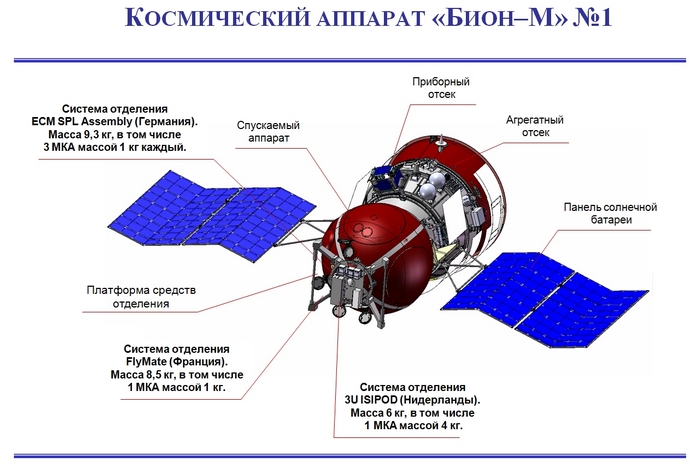 КОСМИЧЕСКИЙ АППАРАТ «БИОН–М» №1
Приборный
отсек
Система отделения
ECM SPL Assembly (Германия).
Масса 9,3 кг, в том числе
3 МКА массой 1 кг каждый.
Спускаемый
аппарат
Агрегатный
отсек
Панель солнечной
батареи
Платформа средств
отделения
Система отделения
FlyMate (Франция).
Масса 8,5 кг, в том числе
1 МКА массой 1 кг.
Система отделения
3U ISIPOD (Нидерланды).
Масса 6 кг, в том числе
1 МКА массой 4 кг.